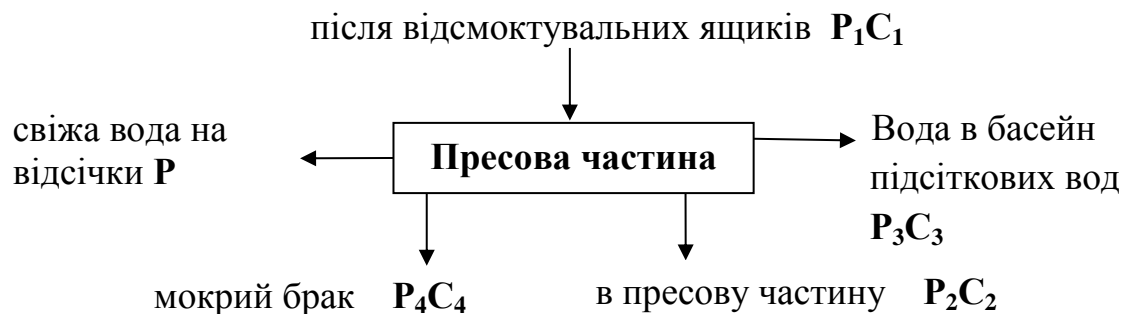 після відсмоктувальних ящиків P₁C₁
свіжа вода на
відсічки P
Пресова частина
Вода в басейн
підсіткових вод
P₃C₃
мокрий брак P₄C₄
в пресову частину P₂C₂